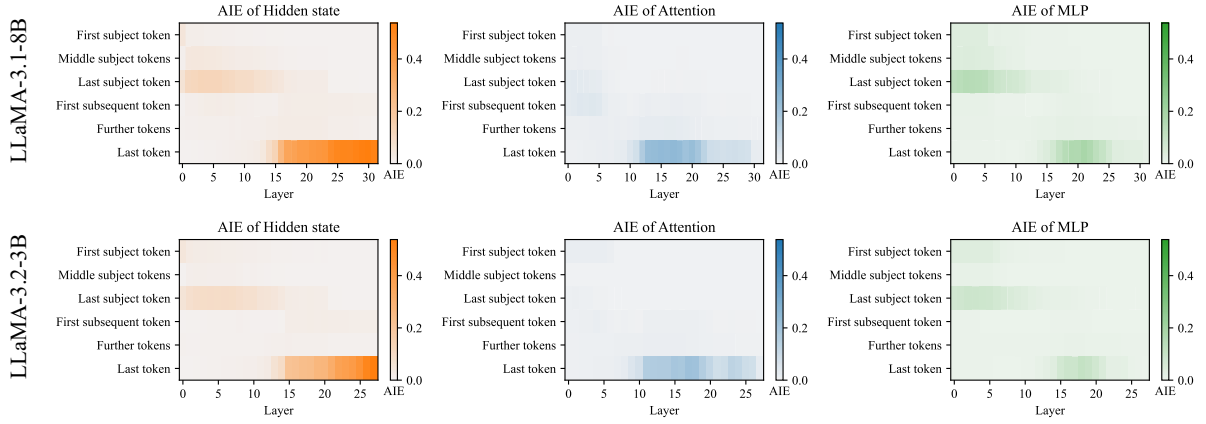 LLaMA-3.1-8B
AIE of Hidden state
First subject token
Middle subject tokens
Last subject token
First subsequent token
Further tokens
Last token
0 5 10 15 20 25 30
Layer
0.4
0.2
0.0
AIE
AIE of Attention
First subject token
Middle subject tokens
Last subject token
First subsequent token
Further tokens
Last token
0 5 10 15 20 25 30
Layer
0.4
0.2
0.0
AIE
AIE of MLP
First subject token
Middle subject tokens
Last subject token
First subsequent token
Further tokens
Last token
0 5 10 15 20 25 30
Layer
0.4
0.2
0.0
AIE
LLaMA-3.2-3B
AIE of Hidden state
First subject token
Middle subject tokens
Last subject token
First subsequent token
Further tokens
Last token
0 5 10 15 20 25
Layer
0.4
0.2
0.0
AIE
AIE of Attention
First subject token
Middle subject tokens
Last subject token
First subsequent token
Further tokens
Last token
0 5 10 15 20 25
Layer
0.4
0.2
0.0
AIE
AIE of MLP
First subject token
Middle subject tokens
Last subject token
First subsequent token
Further tokens
Last token
0 5 10 15 20 25
Layer
0.4
0.2
0.0
AIE